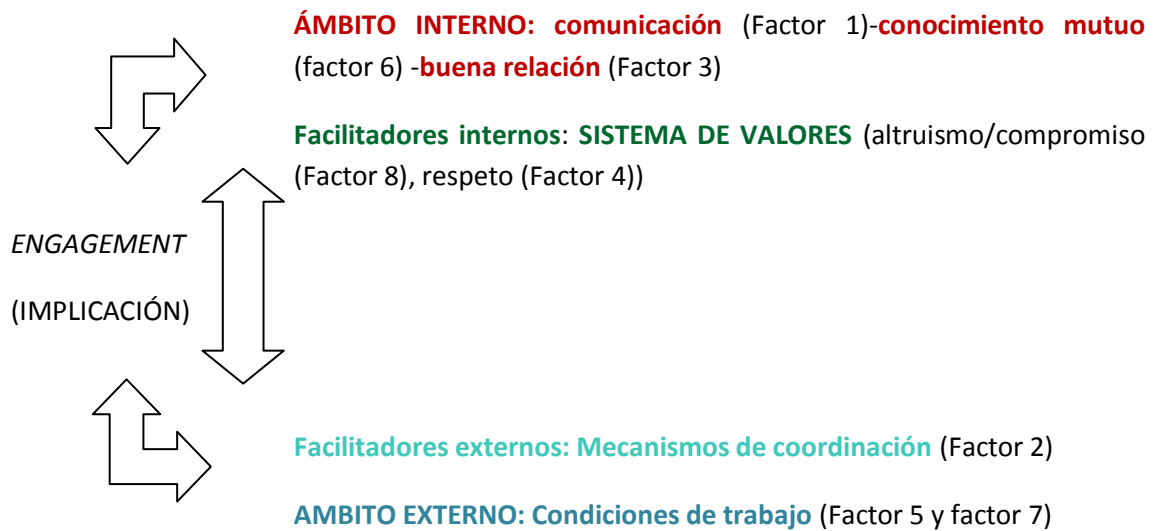 ÁMBITO INTERNO: comunicación (Factor 1)-conocimiento mutuo
(factor 6) -buena relación (Factor 3)
Facilitadores internos: SISTEMA DE VALORES (altruismo/compromiso
(Factor 8), respeto (Factor 4))
ENGAGEMENT
(IMPLICACIÓN)
Facilitadores externos: Mecanismos de coordinación (Factor 2)
AMBITO EXTERNO: Condiciones de trabajo (Factor 5 y factor 7)